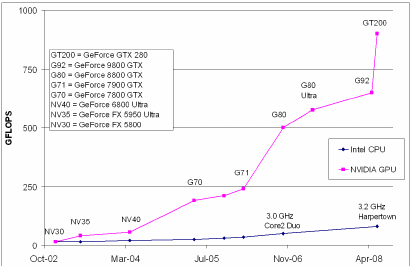 1000
GT200
GT200 = GeForce GTX 280
G92 = GeForce 9800 GTX
G80 = GeForce 8800 GTX
G71 = GeForce 7900 GTX
G70 = GeForce 7800 GTX
NV40 = GeForce 6800 Ultra
NV35 = GeForce FX 5950 Ultra
NV30 = GeForce FX 5800
G80
Ultra
G92
750
GFLOPS
500
G80
Intel CPU
NVIDIA GPU
G71
250
G70
3.0 GHz
Core2 Duo
3.2 GHz
Harpertown
NV35
NV40
NV30
0
Oct-02
Mar-04
Jul-05
Nov-06
Apr-08